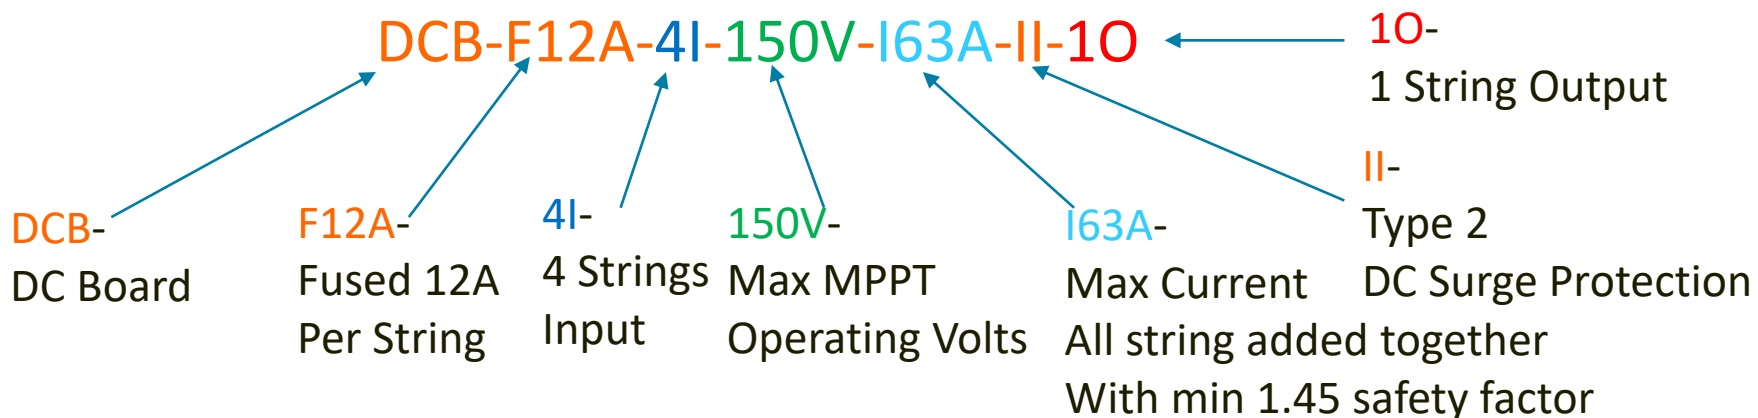 DCB-F12A-4I-150V-I63A-II-1O
1O-
1 String Output
II-
Type 2
DC Surge Protection
DCB-
DC Board
F12A-
Fused 12A
Per String
4I-
4 Strings
Input
150V-
Max MPPT
Operating Volts
I63A-
Max Current
All string added together
With min 1.45 safety factor